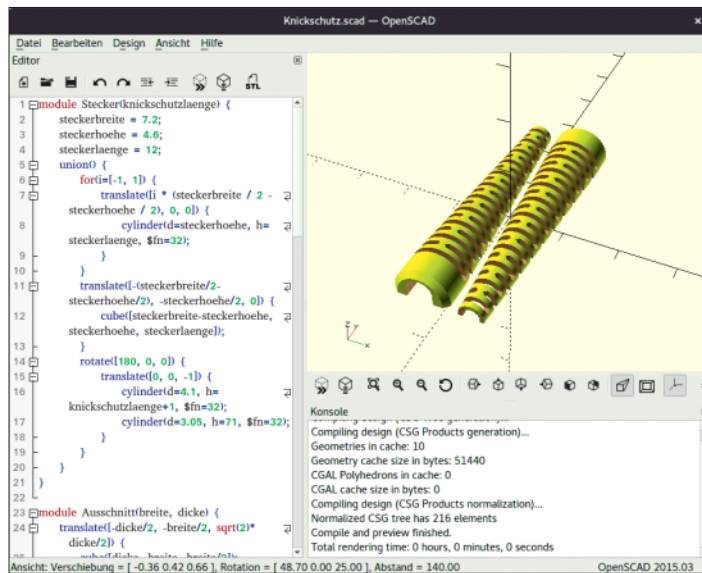 Knickschutz.scad — OpenSCAD
Datei Bearbeiten Design Ansicht Hilfe
Editor
STL
1 module Stecker(knickschutzlaenge) {
2 steckerbreite = 7.2;
3 steckerhoehe = 4.6;
4 steckerlaenge = 12;
5 union() {
6 for(i=[-1, 1]) {
7 translate([i * (steckerbreite / 2 -
steckerhoehe / 2), 0, 0]) {
8 cylinder(d=steckerhoehe, h=
steckerlaenge, $fn=32);
9 }
10 }
11 translate([-(steckerbreite/2-
steckerhoehe/2), -steckerhoehe/2, 0]) {
12 cube([steckerbreite-steckerhoehe,
steckerhoehe, steckerlaenge]);
13 }
14 rotate([180, 0, 0]) {
15 translate([0, 0, -1]) {
16 cylinder(d=4.1, h=
knickschutzlaenge+1, $fn=32);
17 cylinder(d=3.05, h=71, $fn=32);
18 }
19 }
20 }
21 }
22
23 module Ausschnitt(breite, dicke) {
24 translate([-dicke/2, -breite/2, sqrt(2)*
dicke/2]) {
z
y
x
Konsole
Compiling design (CSG Products generation)...
Geometries in cache: 10
Geometry cache size in bytes: 51440
CGAL Polyhedrons in cache: 0
CGAL cache size in bytes: 0
Compiling design (CSG Products normalization)...
Normalized CSG tree has 216 elements
Compile and preview finished.
Total rendering time: 0 hours, 0 minutes, 0 seconds
Ansicht: Verschiebung = [ -0.36 0.42 0.66 ], Rotation = [ 48.70 0.00 25.00 ], Abstand = 140.00
OpenSCAD 2015.03